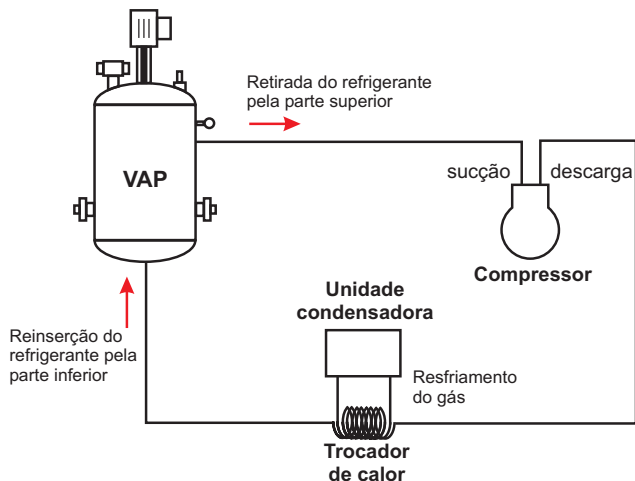 Retirada do refrigerante
pela parte superior
VAP
sucção
descarga
Compressor
Unidade
condensadora
Reinserção do
refrigerante pela
parte inferior
Resfriamento
do gás
Trocador
de calor